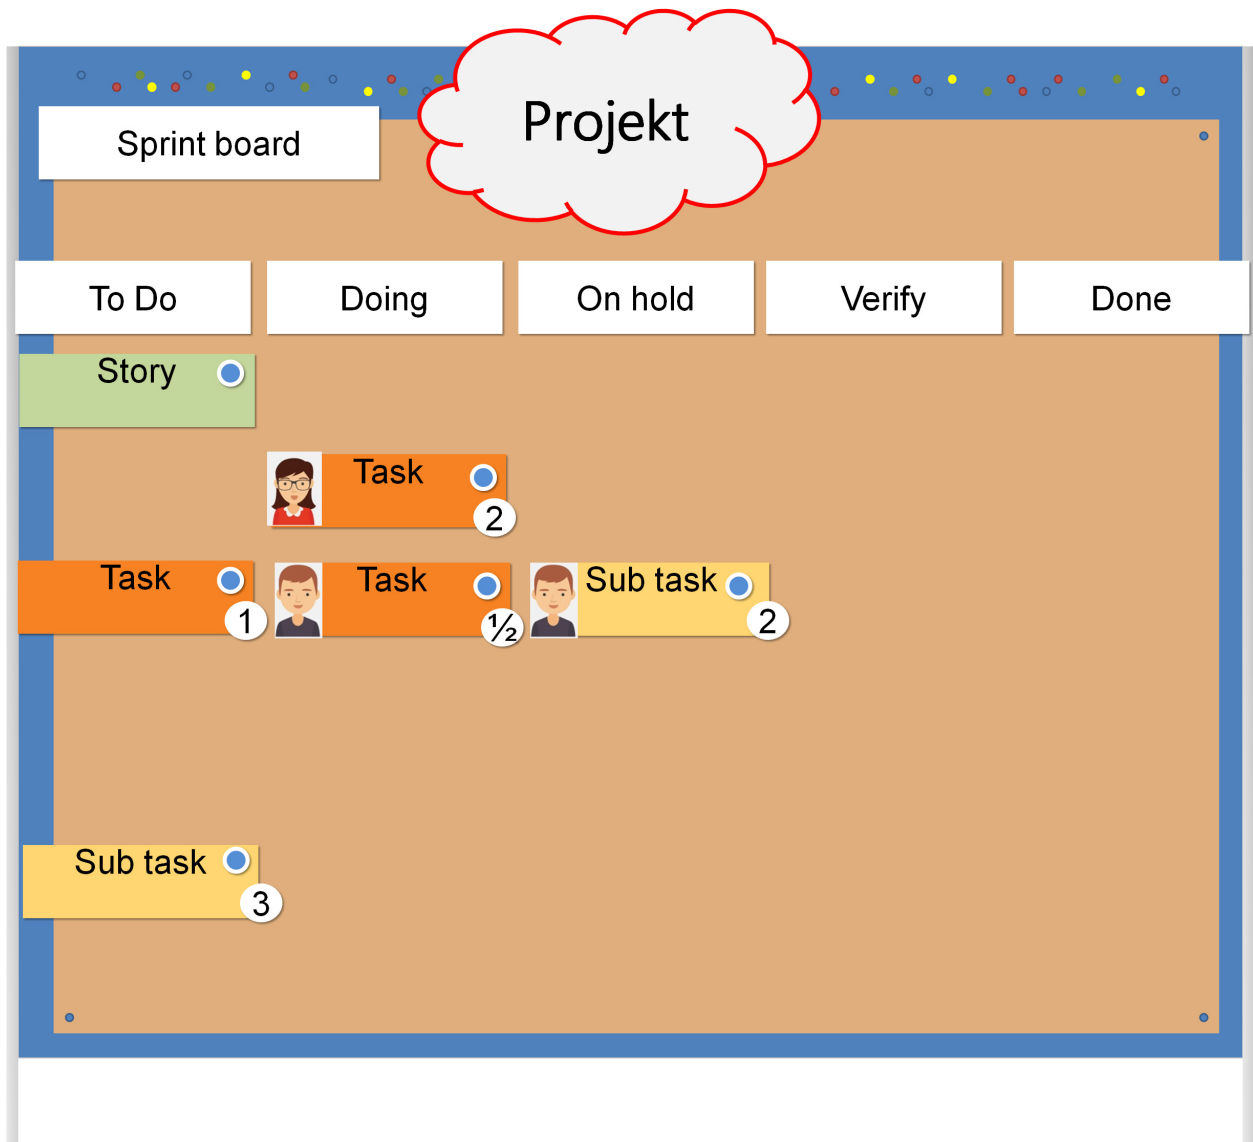 Projekt
Sprint board
To Do
Doing
On hold
Verify
Done
Story
Task
2
Task
1
Task
½
Sub task
2
Sub task
3